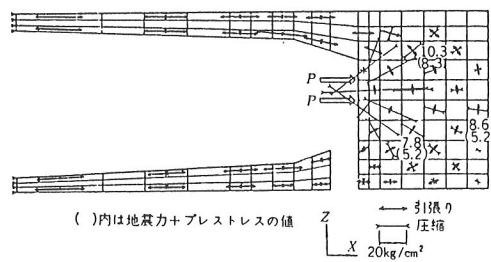 10.3
(8.3)
P
P
8.6
(5.2
7.8
(5.2)
( )内は地震力+プレストレスの値
引張り
圧縮
Z
X
20kg/cm²